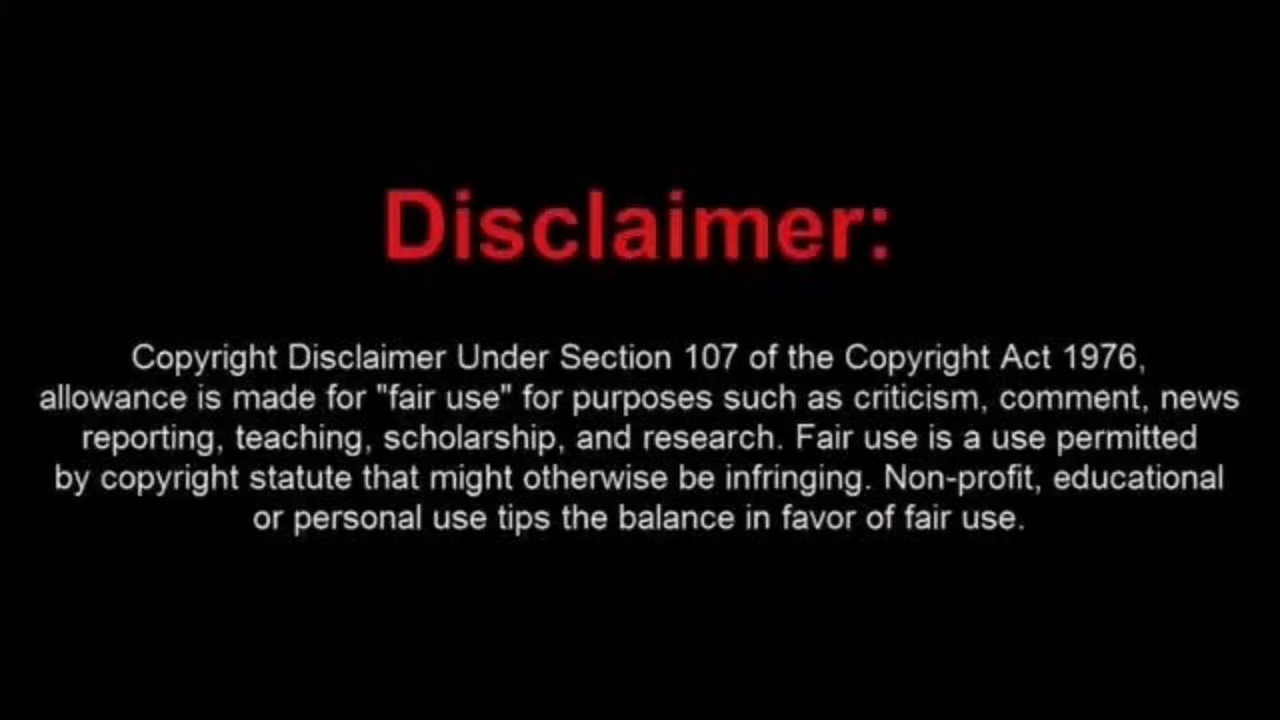 Disclaimer:
Copyright Disclaimer Under Section 107 of the Copyright Act 1976,
allowance is made for "fair use" for purposes such as criticism, comment, news
reporting, teaching, scholarship, and research. Fair use is a use permitted
by copyright statute that might otherwise be infringing. Non-profit, educational
or personal use tips the balance in favor of fair use.